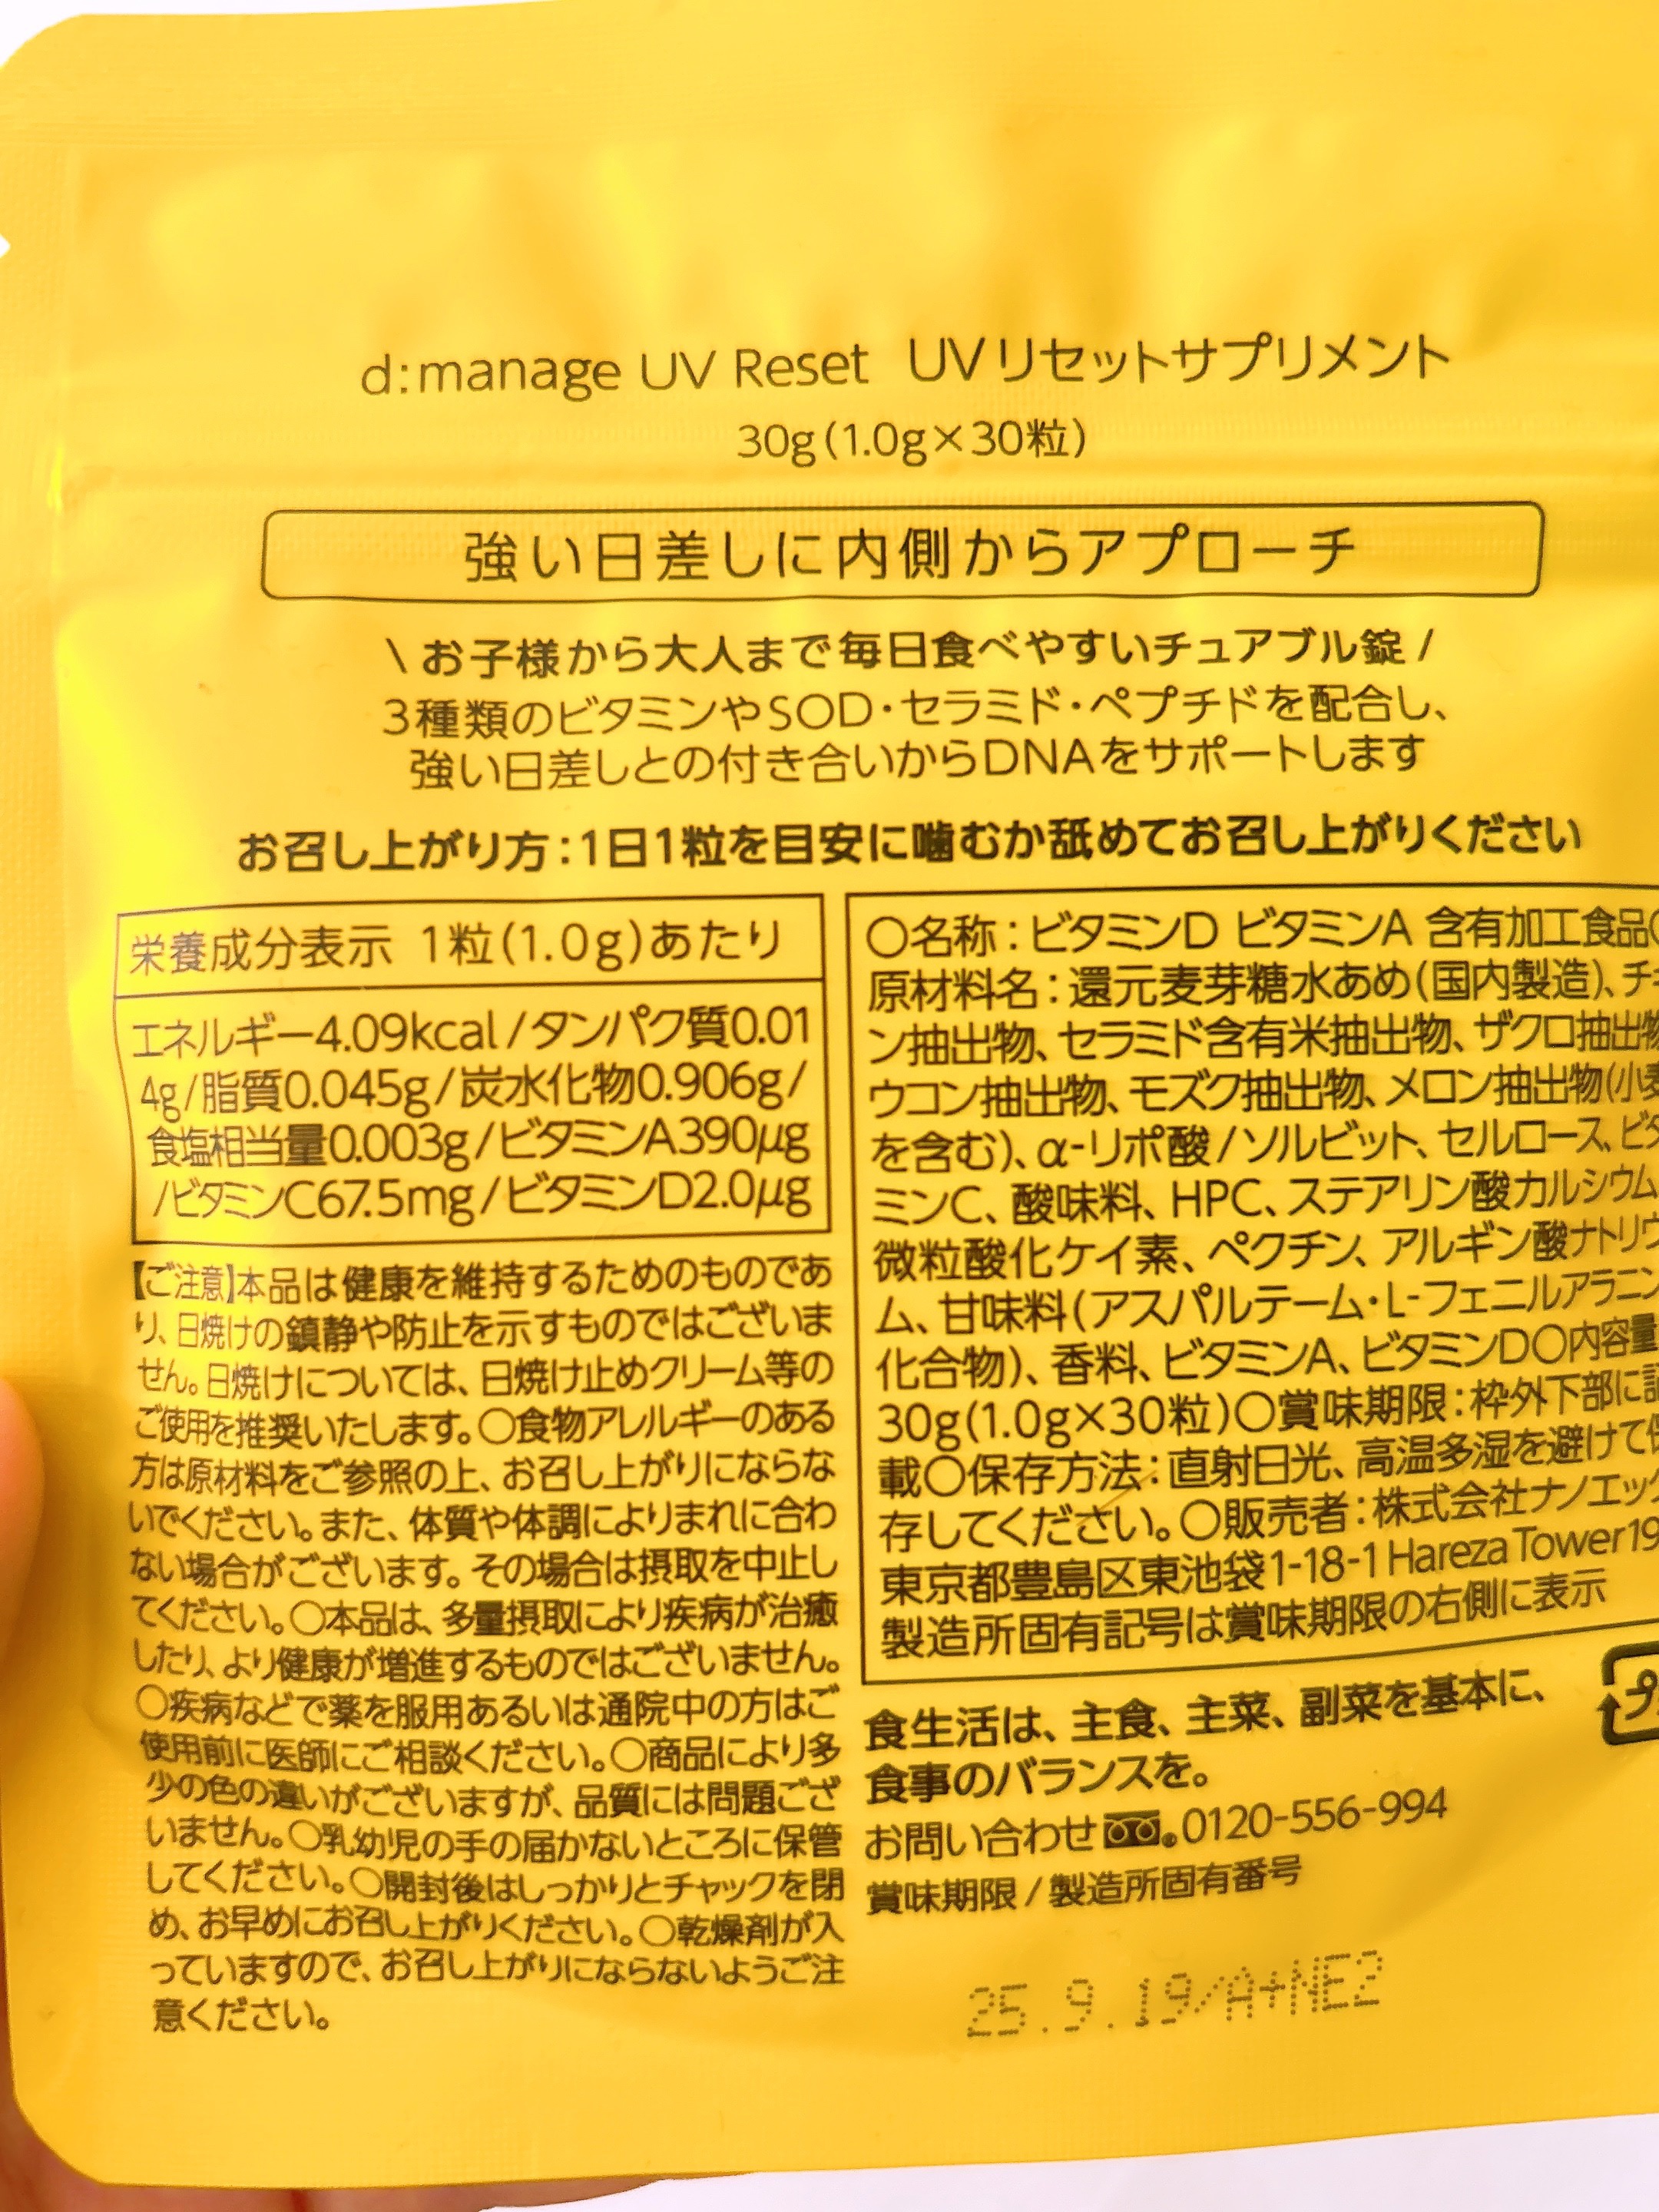 d:manage UV Reset UVリセットサプリメント
30g(1.0g×30粒)
強い日差しに内側からアプローチ
\お子様から大人まで毎日食べやすいチュアブル錠/
3種類のビタミンやSOD・セラミド・ペプチドを配合し、
強い日差しとの付き合いからDNAをサポートします
お召し上がり方:1日1粒を目安に噛むか舐めてお召し上がりください
栄養成分表示 1粒(1.0g)あたり
エネルギー4.09kcal/タンパク質0.01
4g/脂質0.045g/炭水化物0.906g/
食塩相当量0.003g/ビタミンA390μg
/ビタミンC67.5mg/ビタミンD2.0μg
【ご注意】本品は健康を維持するためのものであ
り、日焼けの鎮静や防止を示すものではございま
せん。日焼けについては、日焼け止めクリーム等の
ご使用を推奨いたします。〇食物アレルギーのある
方は原材料をご参照の上、お召し上がりにならな
いでください。また、体質や体調によりまれに合わ
ない場合がございます。その場合は摂取を中止し
てください。〇本品は、多量摂取により疾病が治癒
したり、より健康が増進するものではございません。
〇疾病などで薬を服用あるいは通院中の方はご
使用前に医師にご相談ください。〇商品により多
少の色の違いがございますが、品質には問題ござ
いません。〇乳幼児の手の届かないところに保管
してください。〇開封後はしっかりとチャックを閉
め、お早めにお召し上がりください。〇乾燥剤が入
っていますので、お召し上がりにならないようご注
意ください。
〇名称:ビタミンD ビタミンA 含有加工食品〇
原材料名:還元麦芽糖水あめ(国内製造)、チキ
ン抽出物、セラミド含有米抽出物、ザクロ抽出物
ウコン抽出物、モズク抽出物、メロン抽出物(小麦
を含む)、α-リポ酸/ソルビット、セルロース、ビタ
ミンC、酸味料、HPC、ステアリン酸カルシウム
微粒酸化ケイ素、ペクチン、アルギン酸ナトリウ
ム、甘味料(アスパルテーム・L-フェニルアラニン
化合物)、香料、ビタミンA、ビタミンD〇内容量
30g(1.0g×30粒)〇賞味期限:枠外下部に記
載〇保存方法:直射日光、高温多湿を避けて保
存してください。〇販売者:株式会社ナノエック
東京都豊島区東池袋1-18-1 Hareza Tower19
製造所固有記号は賞味期限の右側に表示
食生活は、主食、主菜、副菜を基本に、
食事のバランスを。
お問い合わせ 0120-556-994
賞味期限/製造所固有番号
25.9.19/A+NE2
プラ